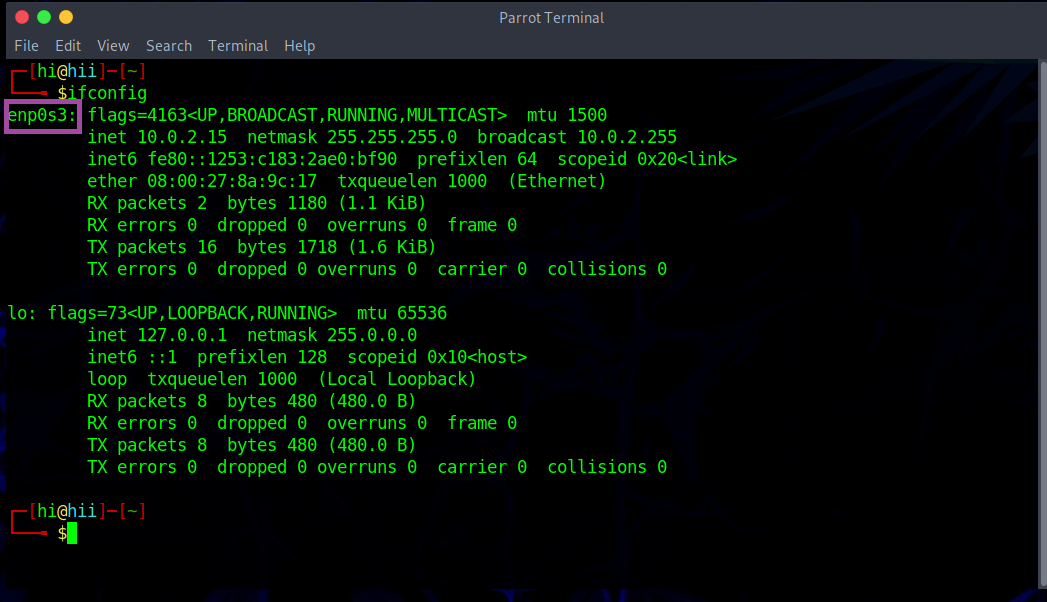 Parrot Terminal
File Edit View Search Terminal Help
┌─[hi@hii]─[~]
└──╼ $ifconfig
enp0s3: flags=4163<UP,BROADCAST,RUNNING,MULTICAST>  mtu 1500
        inet 10.0.2.15  netmask 255.255.255.0  broadcast 10.0.2.255
        inet6 fe80::1253:c183:2ae0:bf90  prefixlen 64  scopeid 0x20<link>
        ether 08:00:27:8a:9c:17  txqueuelen 1000  (Ethernet)
        RX packets 2  bytes 1180 (1.1 KiB)
        RX errors 0  dropped 0  overruns 0  frame 0
        TX packets 16  bytes 1718 (1.6 KiB)
        TX errors 0  dropped 0 overruns 0  carrier 0  collisions 0

lo: flags=73<UP,LOOPBACK,RUNNING>  mtu 65536
        inet 127.0.0.1  netmask 255.0.0.0
        inet6 ::1  prefixlen 128  scopeid 0x10<host>
        loop  txqueuelen 1000  (Local Loopback)
        RX packets 8  bytes 480 (480.0 B)
        RX errors 0  dropped 0  overruns 0  frame 0
        TX packets 8  bytes 480 (480.0 B)
        TX errors 0  dropped 0 overruns 0  carrier 0  collisions 0

┌─[hi@hii]─[~]
└──╼ $